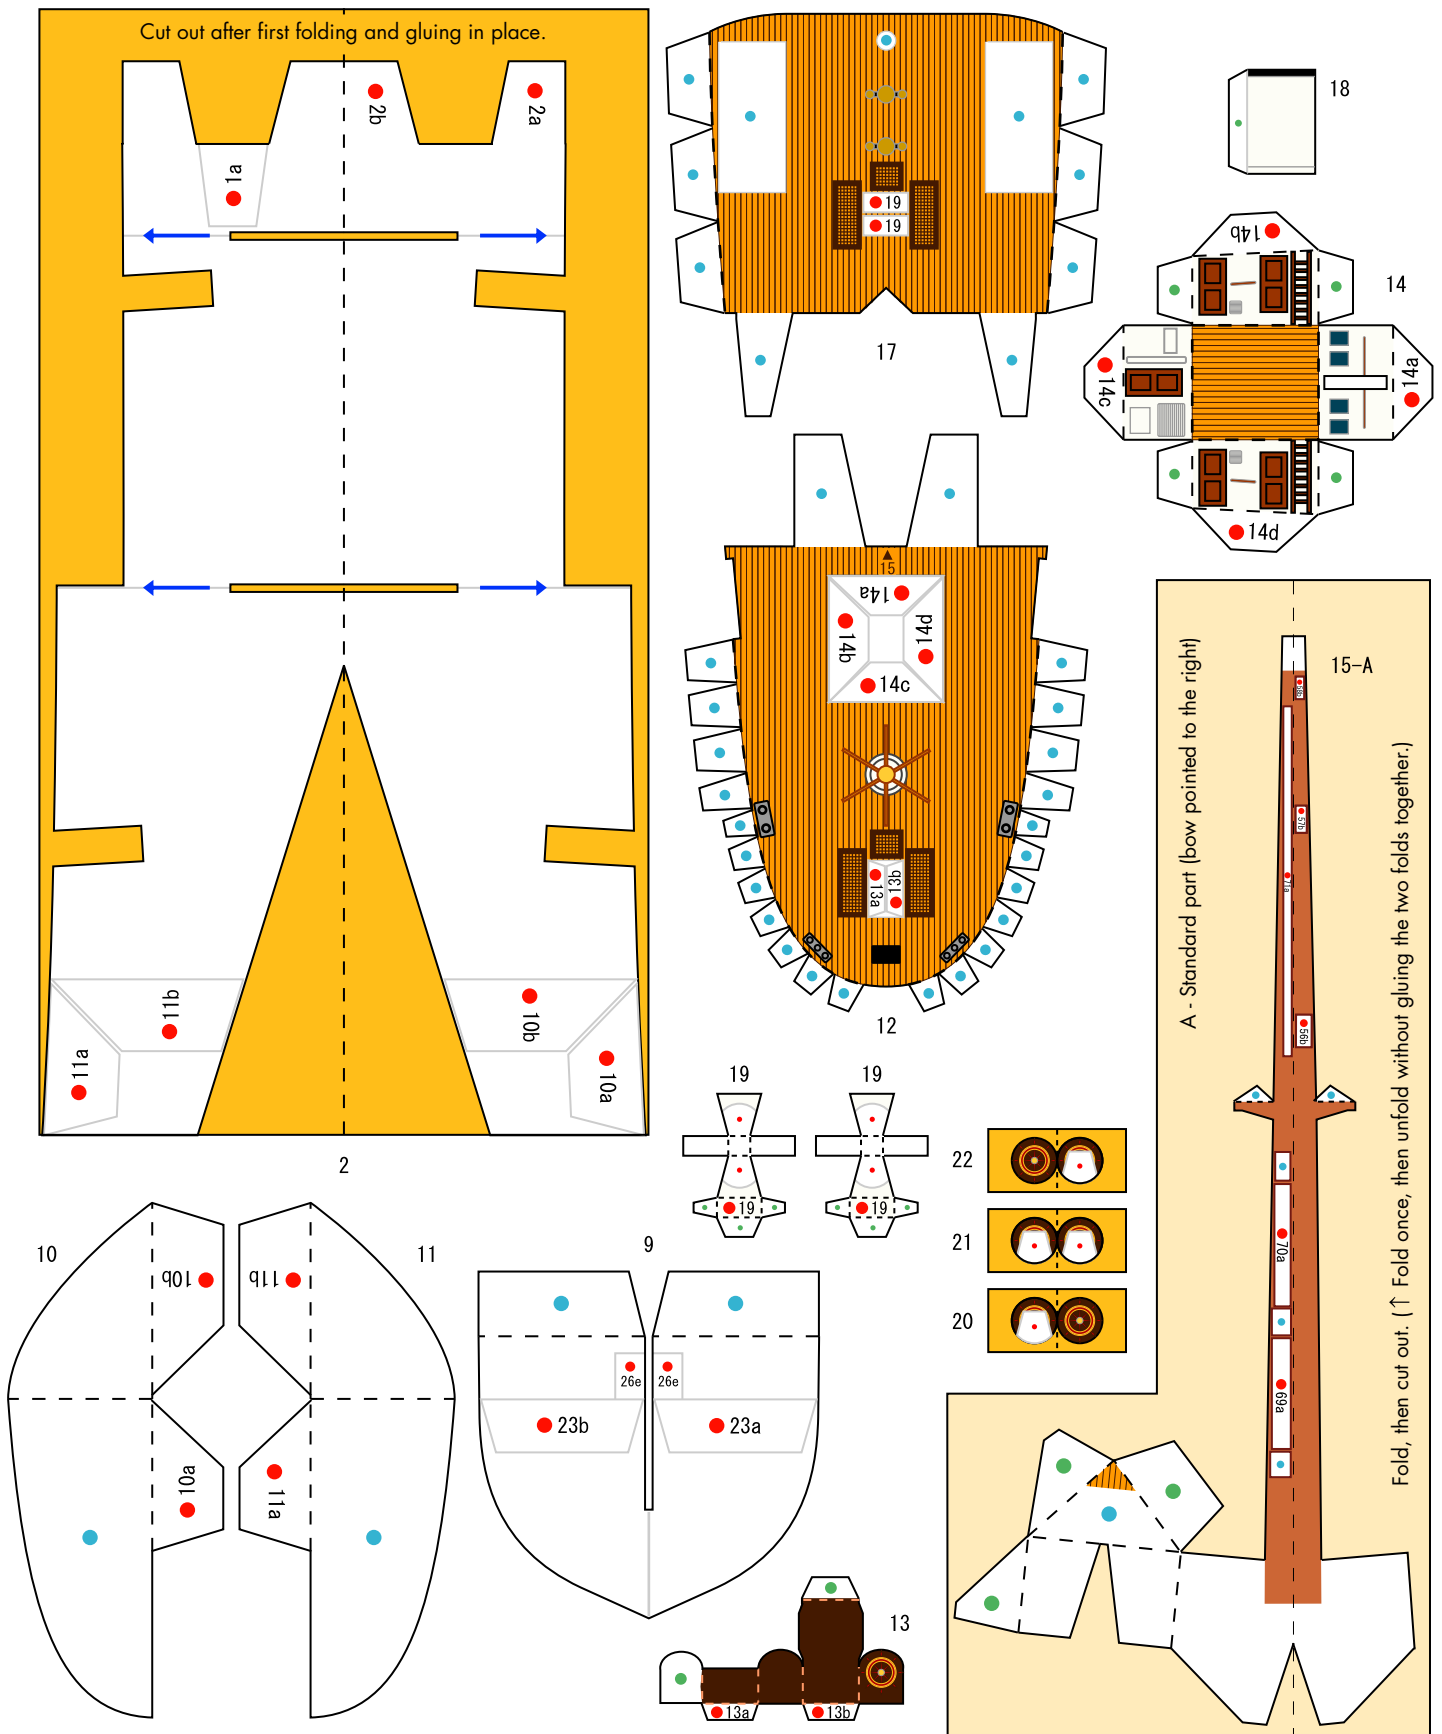 Cut out after first folding and gluing in place.
2b
2a
1a
18
19
19
14b
14
17
14c
14a
14d
15
14a
14b
14d
14c
15-A
58b
57b
71a
A - Standard part (bow pointed to the right)
Fold, then cut out. (↑ Fold once, then unfold without gluing the two folds together.)
13a
13b
56b
11b
10b
11a
10a
12
19
19
2
22
19
19
21
70a
20
10
11
9
10b
11b
26e
26e
69a
23b
23a
10a
11a
13
13a
13b